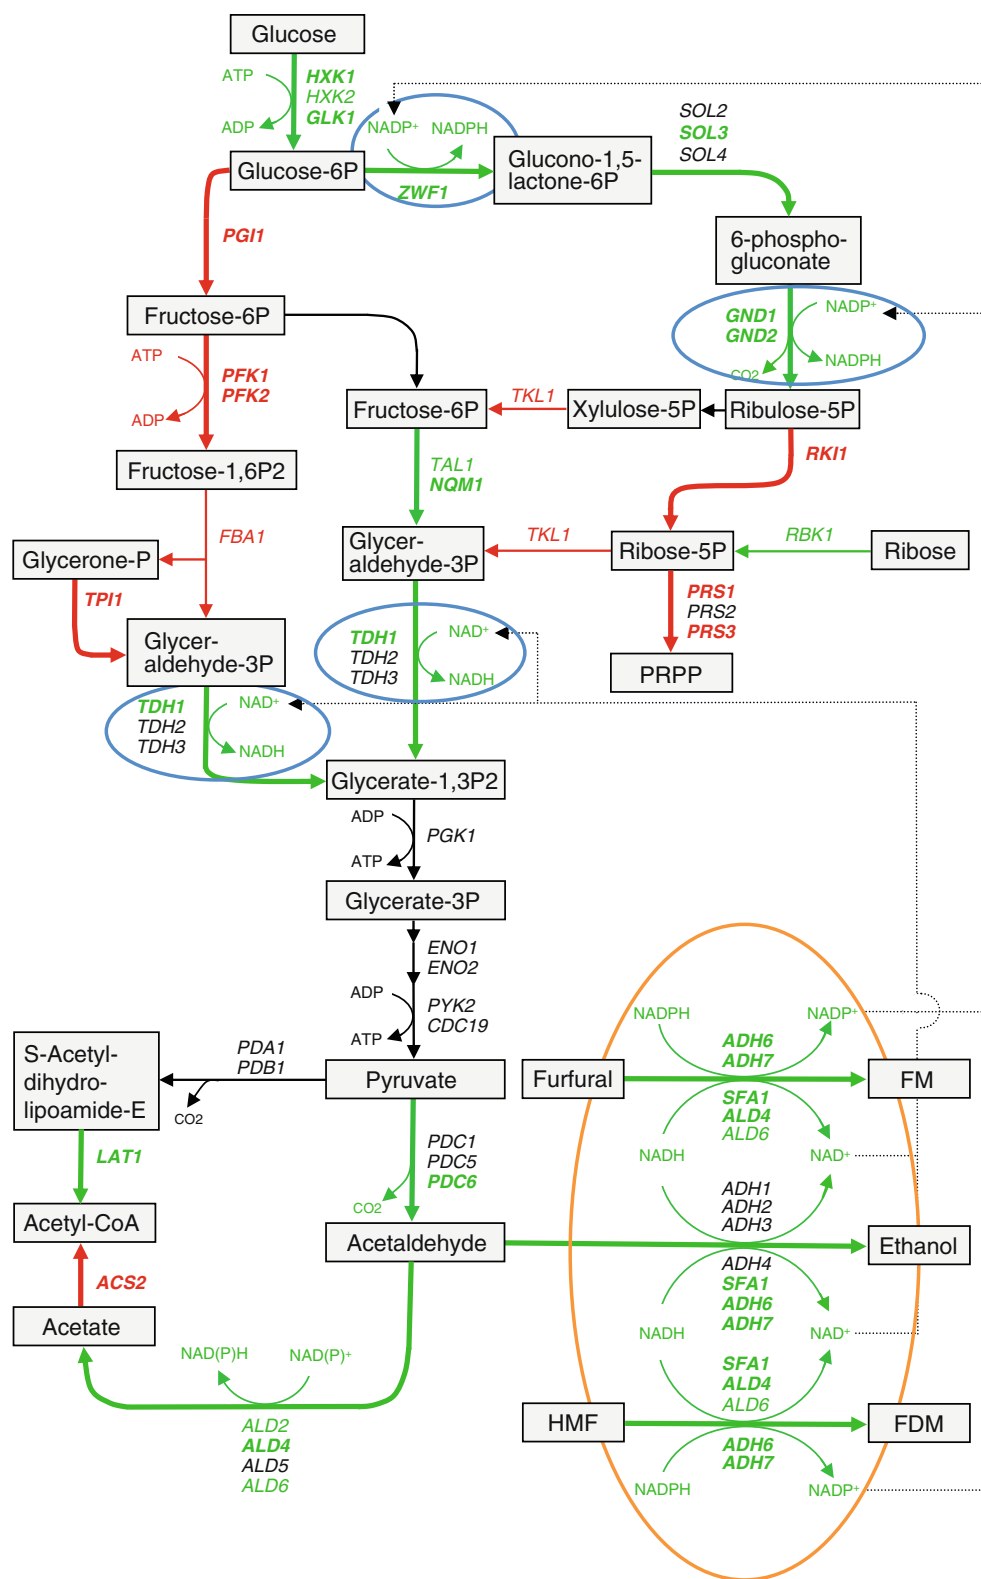 Glucose
ATP
ADP
HXK1
HXK2
GLK1
NADP+
NADPH
ZWF1
Glucose-6P
Glucono-1,5-
lactone-6P
SOL2
SOL3
SOL4
6-phospho-
gluconate
PGI1
GND1
GND2
NADP+
NADPH
CO2
Fructose-6P
ATP
ADP
PFK1
PFK2
Fructose-6P
TKL1
Xylulose-5P
Ribulose-5P
RKI1
Fructose-1,6P2
TAL1
NQM1
FBA1
Glycerone-P
TPI1
Glycer-
aldehyde-3P
TKL1
Ribose-5P
RBK1
Ribose
PRS1
PRS2
PRS3
PRPP
Glycer-
aldehyde-3P
TDH1
TDH2
TDH3
NAD+
NADH
TDH1
TDH2
TDH3
NAD+
NADH
Glycerate-1,3P2
ADP
ATP
PGK1
Glycerate-3P
ENO1
ENO2
ADP
ATP
PYK2
CDC19
S-Acetyl-
dihydro-
lipoamide-E
PDA1
PDB1
CO2
Pyruvate
LAT1
PDC1
PDC5
PDC6
CO2
Acetyl-CoA
Acetaldehyde
ACS2
Acetate
NAD(P)H
NAD(P)+
ALD2
ALD4
ALD5
ALD6
NADPH
NADP+
ADH6
ADH7
Furfural
FM
SFA1
ALD4
ALD6
NADH
NAD+
ADH1
ADH2
ADH3
Ethanol
ADH4
SFA1
ADH6
ADH7
NADH
NAD+
SFA1
ALD4
ALD6
HMF
FDM
ADH6
ADH7
NADPH
NADP+